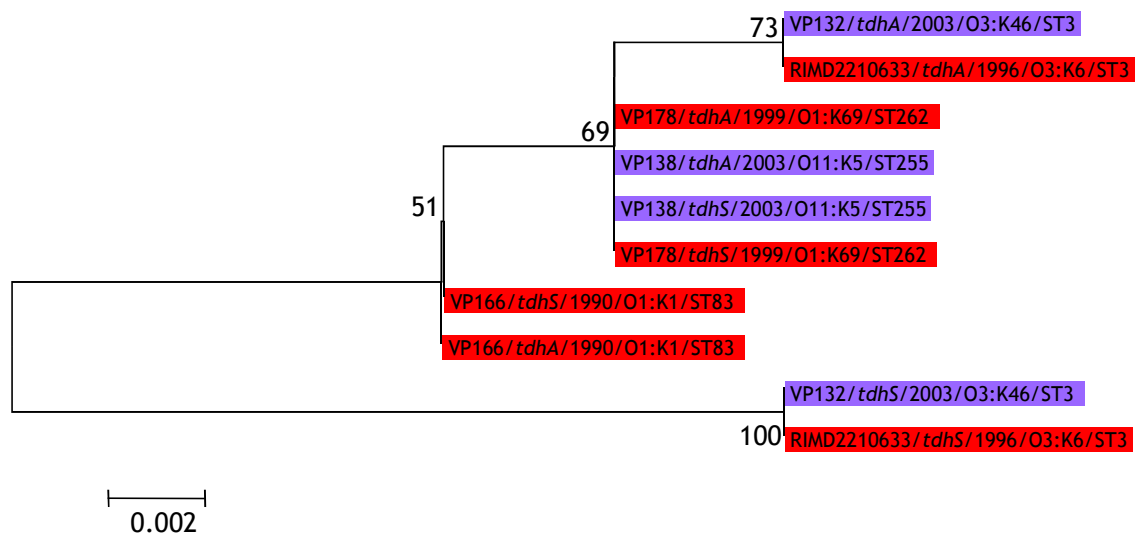 73
VP132/tdhA/2003/O3:K46/ST3
RIMD2210633/tdhA/1996/O3:K6/ST3
69
VP178/tdhA/1999/O1:K69/ST262
VP138/tdhA/2003/O11:K5/ST255
51
VP138/tdhS/2003/O11:K5/ST255
VP178/tdhS/1999/O1:K69/ST262
VP166/tdhS/1990/O1:K1/ST83
VP166/tdhA/1990/O1:K1/ST83
VP132/tdhS/2003/O3:K46/ST3
100
RIMD2210633/tdhS/1996/O3:K6/ST3
0.002